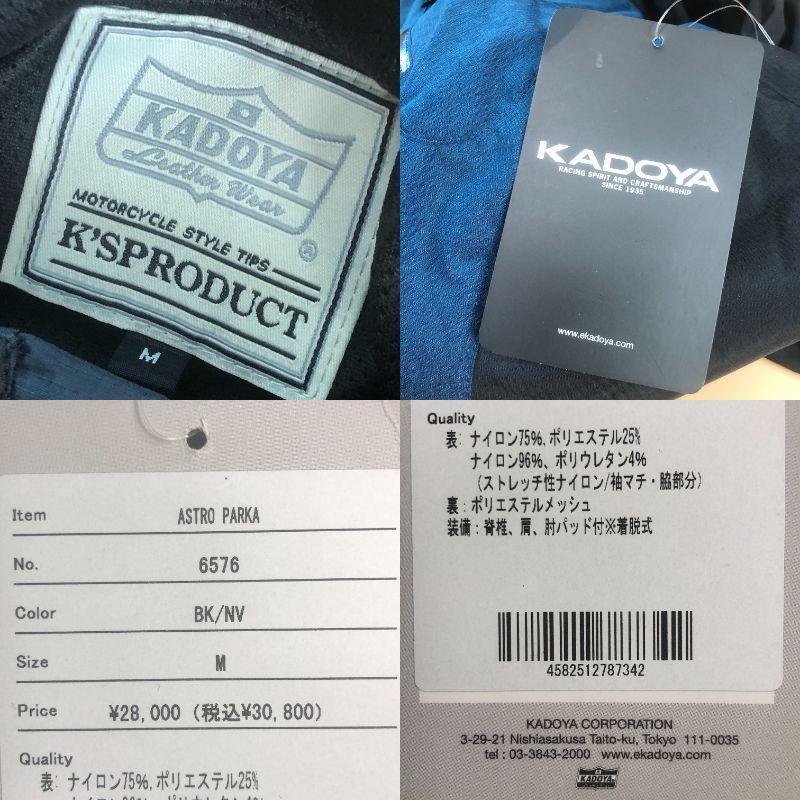 KADOYA
Leather Wear
®
MOTORCYCLE STYLE TIPS
K'SPRODUCT
M
KADOYA
RACING SPIRIT AND CRAFTSMANSHIP
SINCE 1935
www.ekadoya.com
Item ASTRO PARKA
No. 6576
Color BK/NV
Size M
Price ¥28,000 (税込¥30,800)
Quality
表: ナイロン75%、ポリエステル25%
Quality
表: ナイロン75%、ポリエステル25%
ナイロン96%、ポリウレタン4%
(ストレッチ性ナイロン/袖マチ・脇部分)
裏: ポリエステルメッシュ
装備: 脊椎、肩、肘パッド付※着脱式
4582512787342
KADOYA CORPORATION
3-29-21 Nishiasakusa Taito-ku, Tokyo 111-0035
tel : 03-3843-2000 www.ekadoya.com
KADOYA